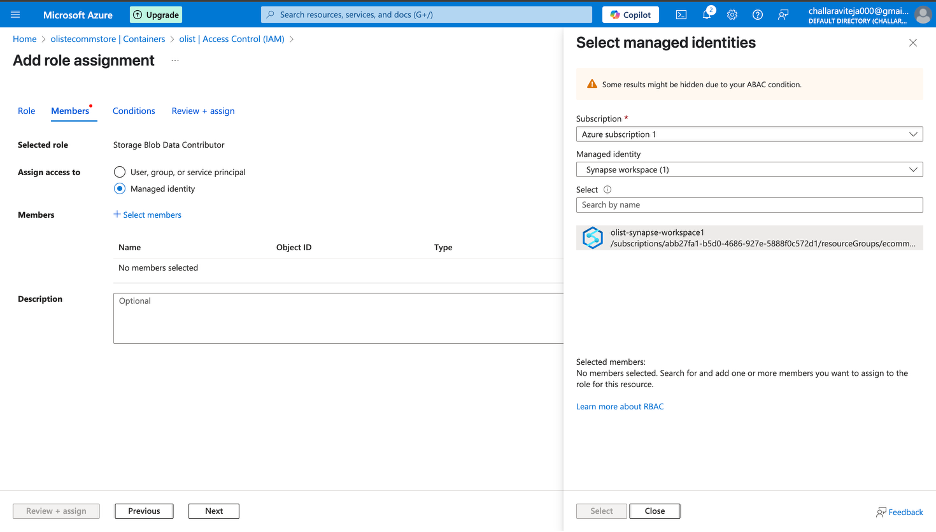 Microsoft Azure
Upgrade
Search resources, services, and docs (G+/)
Copilot
2
challaraviteja000@gmai...
DEFAULT DIRECTORY (CHALLAR...
Home > olistecommstore | Containers > olist | Access Control (IAM) >
Add role assignment ...
Role Members Conditions Review + assign
Selected role Storage Blob Data Contributor
Assign access to User, group, or service principal
Managed identity
Members + Select members
Name Object ID Type
No members selected
Description Optional
Review + assign Previous Next
Select managed identities
Some results might be hidden due to your ABAC condition.
Subscription *
Azure subscription 1
Managed identity
Synapse workspace (1)
Select
Search by name
olist-synapse-workspace1
/subscriptions/abb27fa1-b5d0-4686-927e-5888f0c572d1/resourceGroups/ecomm...
Selected members:
No members selected. Search for and add one or more members you want to assign to the
role for this resource.
Learn more about RBAC
Select Close Feedback